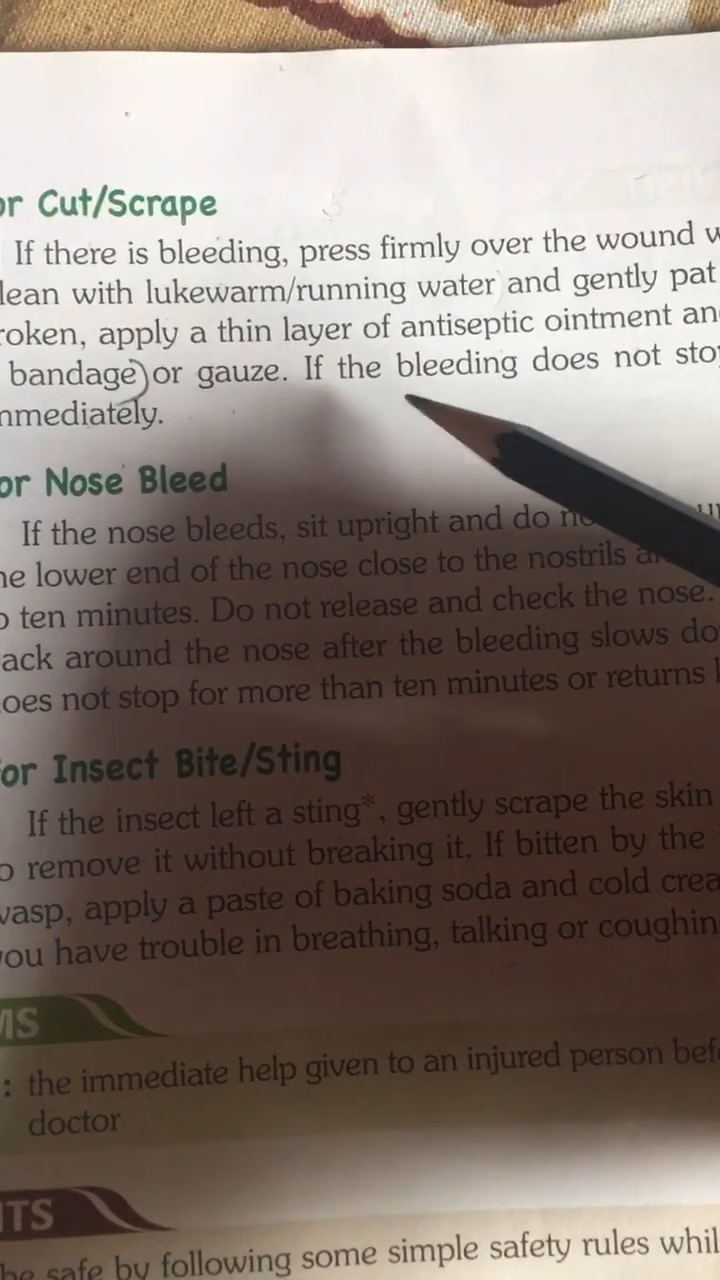 or Cut/Scrape
If there is bleeding, press firmly over the wound w
lean with lukewarm/running water and gently pat
roken, apply a thin layer of antiseptic ointment an
bandage or gauze. If the bleeding does not sto
mmediately.
or Nose Bleed
If the nose bleeds, sit upright and do
he lower end of the nose close to the nostrils
o ten minutes. Do not release and check the nose.
ack around the nose after the bleeding slows do
oes not stop for more than ten minutes or returns
for Insect Bite/Sting
If the insect left a sting*, gently scrape the skin
o remove it without breaking it. If bitten by the
wasp, apply a paste of baking soda and cold crea
you have trouble in breathing, talking or coughin
MS
: the immediate help given to an injured person bef
doctor
ITS
be safe by following some simple safety rules whil